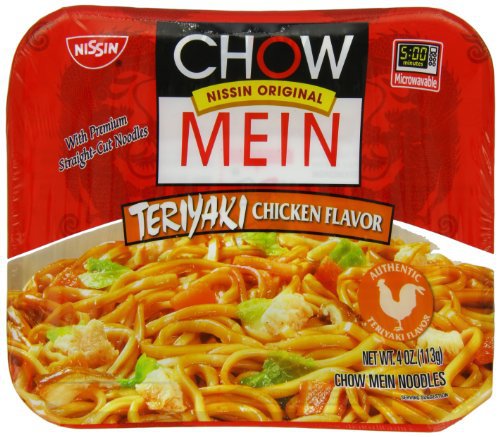 NISSIN
CHOW
NISSIN ORIGINAL
MEIN
5:00
minutes
Microwavable
With Premium
Straight-Cut Noodles
TERIYAKI CHICKEN FLAVOR
AUTHENTIC
TERIYAKI FLAVOR
NET WT. 4 OZ. (113g)
CHOW MEIN NOODLES
SERVING SUGGESTION